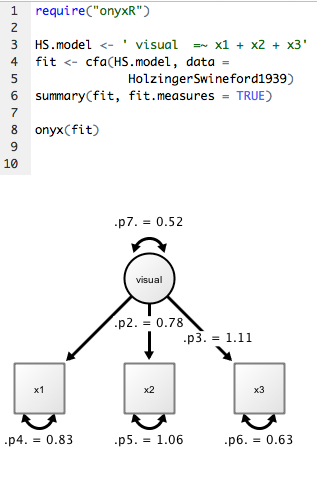 1 require("onyxR")
2
3 HS.model <- ' visual =~ x1 + x2 + x3'
4 fit <- cfa(HS.model, data =
5 HolzingerSwineford1939)
6 summary(fit, fit.measures = TRUE)
7
8 onyx(fit)
9
10
.p7. = 0.52
visual
.p2. = 0.78
.p3. = 1.11
x1 x2 x3
.p4. = 0.83 .p5. = 1.06 .p6. = 0.63